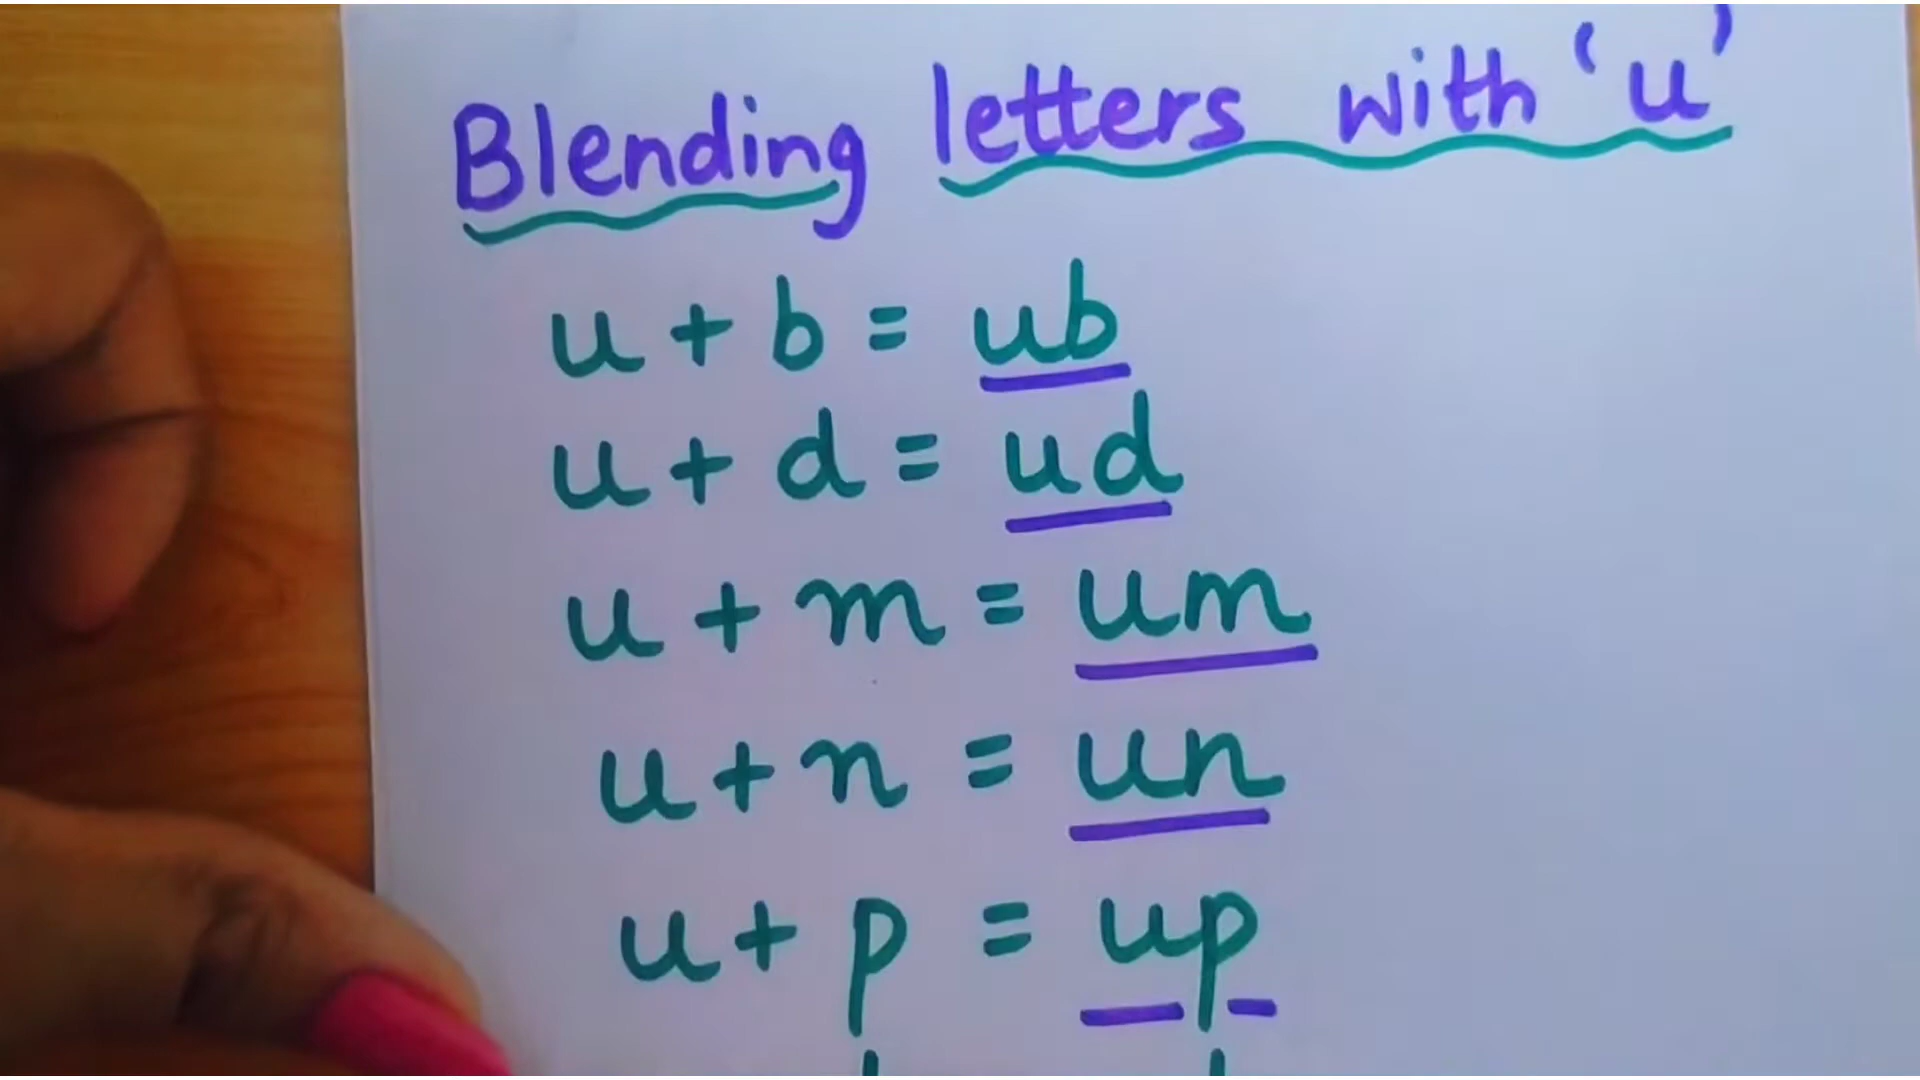 Blending letters with 'u'
u + b = ub
u + d = ud
u + m = um
u + n = un
u + p = up